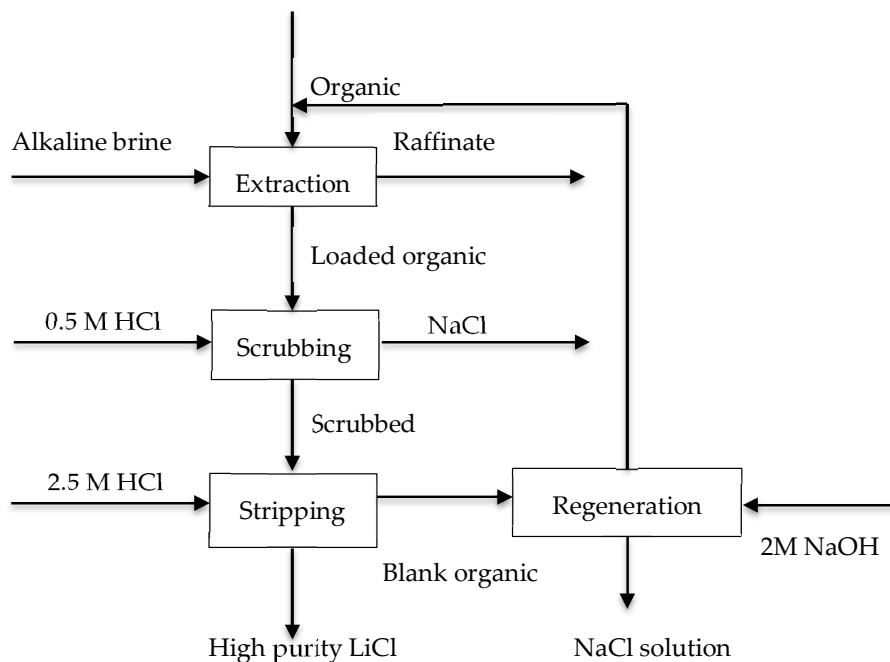 Organic
Alkaline brine
Raffinate
Extraction
Loaded organic
0.5 M HCl
NaCl
Scrubbing
Scrubbed
2.5 M HCl
Stripping
Regeneration
2M NaOH
Blank organic
High purity LiCl
NaCl solution